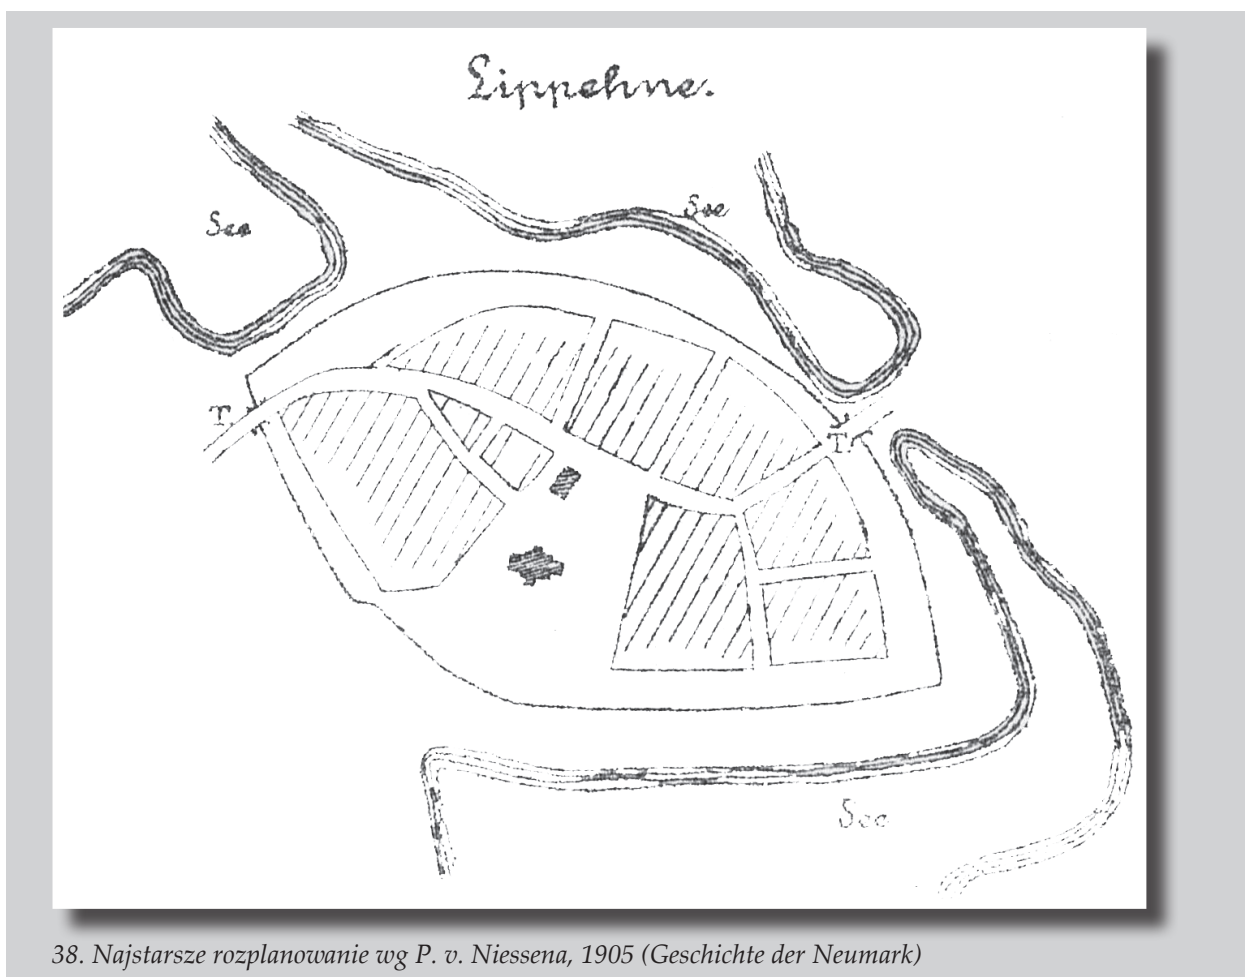 Lippehne.
See
See
T.
T.
See
38. Najstarsze rozplanowanie wg P. v. Niessena, 1905 (Geschichte der Neumark)